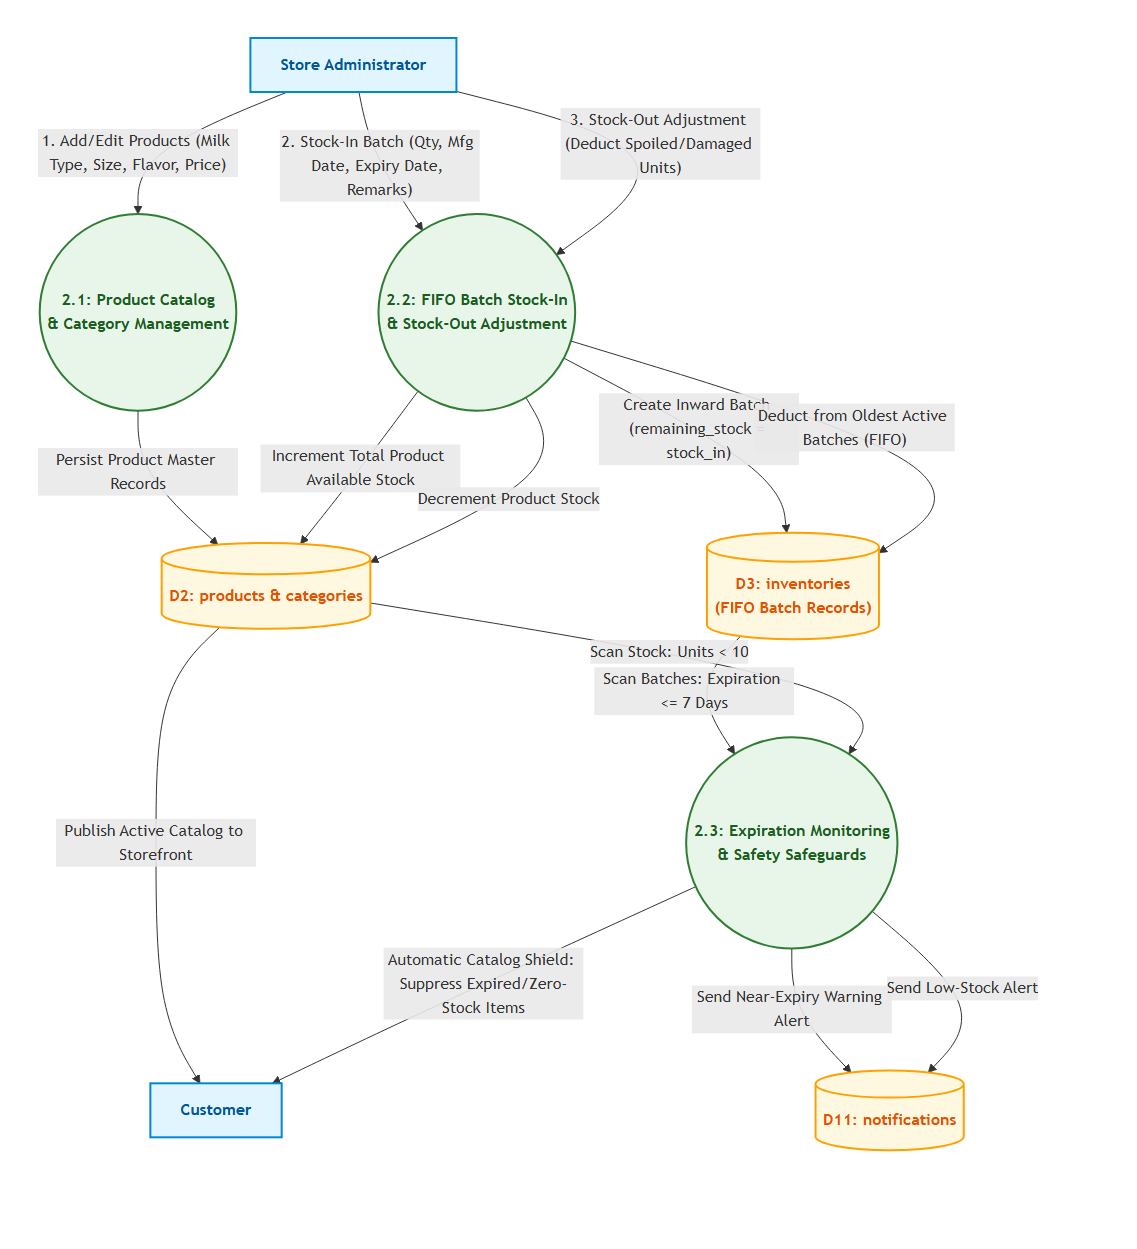 Store Administrator
1. Add/Edit Products (Milk
Type, Size, Flavor, Price)
2. Stock-In Batch (Qty, Mfg
Date, Expiry Date,
Remarks)
3. Stock-Out Adjustment
(Deduct Spoiled/Damaged
Units)
2.1: Product Catalog
& Category Management
2.2: FIFO Batch Stock-In
& Stock-Out Adjustment
Persist Product Master
Records
Increment Total Product
Available Stock
Decrement Product Stock
Create Inward Batch
(remaining_stock =
stock_in)
Deduct from Oldest Active
Batches (FIFO)
D2: products & categories
D3: inventories
(FIFO Batch Records)
Scan Stock: Units < 10
Scan Batches: Expiration
<= 7 Days
Publish Active Catalog to
Storefront
2.3: Expiration Monitoring
& Safety Safeguards
Automatic Catalog Shield:
Suppress Expired/Zero-
Stock Items
Send Near-Expiry Warning
Alert
Send Low-Stock Alert
Customer
D11: notifications